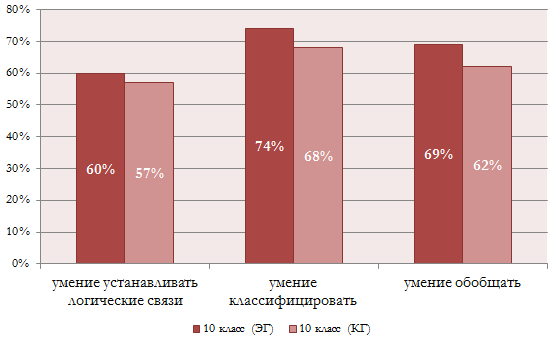 80%
70%
60%
50%
40%
30%
20%
10%
0%
60%
57%
74%
68%
69%
62%
умение устанавливать
логические связи
умение
классифицировать
умение обобщать
10 класс (ЭГ)
10 класс (КГ)